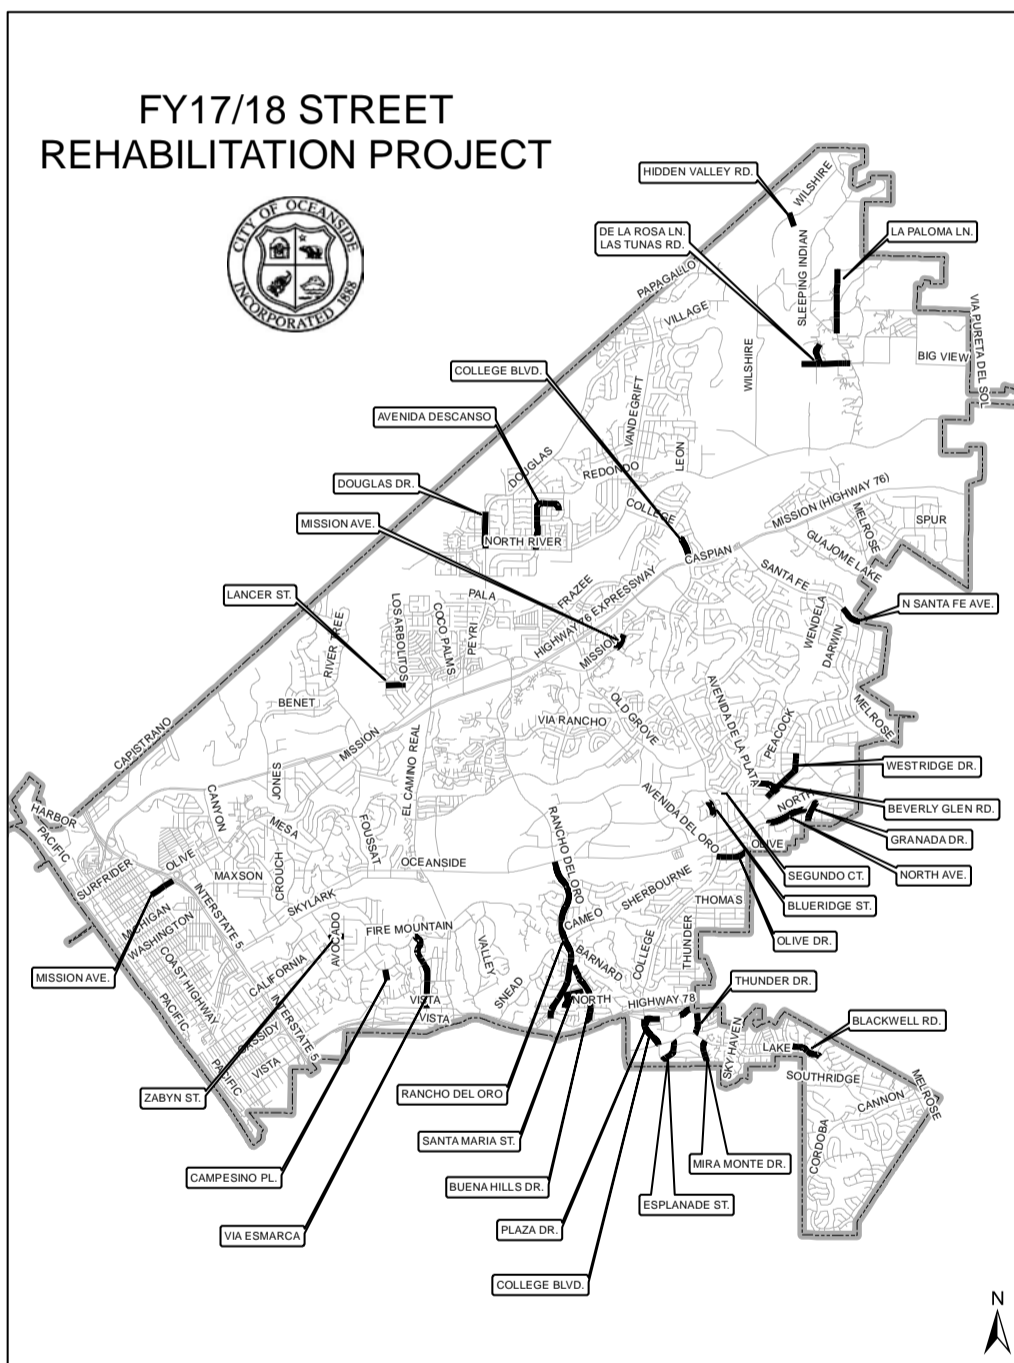 FY17/18 STREET
REHABILITATION PROJECT
CITY OF OCEANSIDE
INCORPORATED 1888
HIDDEN VALLEY RD.
WILSHIRE
DE LA ROSA LN.
LAS TUNAS RD.
LA PALOMA LN.
SLEEPING INDIAN
PAPAGALLO
VILLAGE
VIA PURETA DEL SOL
WILSHIRE
BIG VIEW
COLLEGE BLVD.
AVENIDA DESCANSO
VANDEGRIFT
LEON
DOUGLAS
REDONDO
DOUGLAS DR.
MISSION (HIGHWAY 76)
COLLEGE
MELROSE
SPUR
MISSION AVE.
NORTH RIVER
GUAJOME LAKE
CASPIAN
SANTA FE
FRAZEE
HIGHWAY 76 EXPRESSWAY
PALA
LANCER ST.
LOS ARBOLITOS
COCO PALMS
PEYRI
N SANTA FE AVE.
WENDELA
DARWIN
RIVER TREE
MISSION
BENET
VIA RANCHO
OLD GROVE
AVENIDA DE LA PLATA
PEACOCK
MELROSE
CAPISTRANO
MISSION
EL CAMINO REAL
WESTRIDGE DR.
JONES
CANYON
HARBOR
PACIFIC
MESA
FOUSSAT
RANCHO DEL ORO
AVENIDA DEL ORO
NORTH
BEVERLY GLEN RD.
GRANADA DR.
OLIVE
NORTH AVE.
SEGUNDO CT.
SURFRIDER
OLIVE
MAXSON
CROUCH
OCEANSIDE
SHERBOURNE
BLUERIDGE ST.
THOMAS
OLIVE DR.
SKYLARK
INTERSTATE 5
MICHIGAN
WASHINGTON
AVOCADO
FIRE MOUNTAIN
CAMEO
BARNARD
COLLEGE
THUNDER
MISSION AVE.
COAST HIGHWAY
CALIFORNIA
VALLEY
SNEAD
NORTH
HIGHWAY 78
THUNDER DR.
PACIFIC
CASSIDY
INTERSTATE 5
VISTA
VISTA
BLACKWELL RD.
SKY HAVEN
LAKE
SOUTHRIDGE
VISTA
PACIFIC
ZABYN ST.
RANCHO DEL ORO
CANNON
MELROSE
CORDOBA
SANTA MARIA ST.
CAMPESINO PL.
BUENA HILLS DR.
MIRA MONTE DR.
ESPLANADE ST.
VIA ESMARCA
PLAZA DR.
COLLEGE BLVD.
N